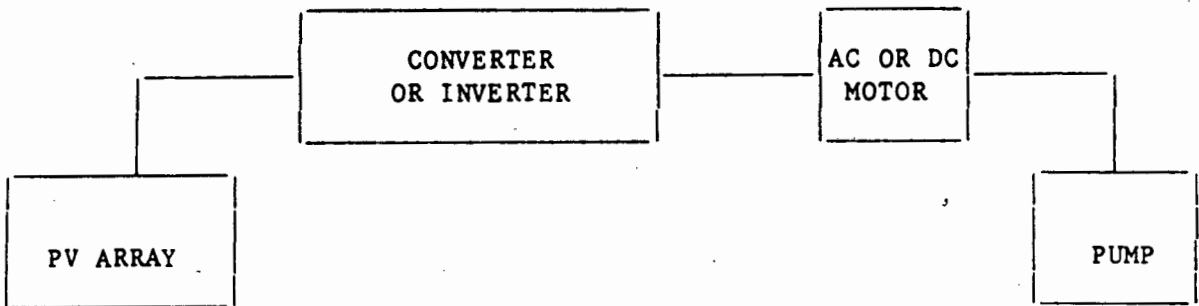 CONVERTER
OR INVERTER
AC OR DC
MOTOR
PV ARRAY
PUMP